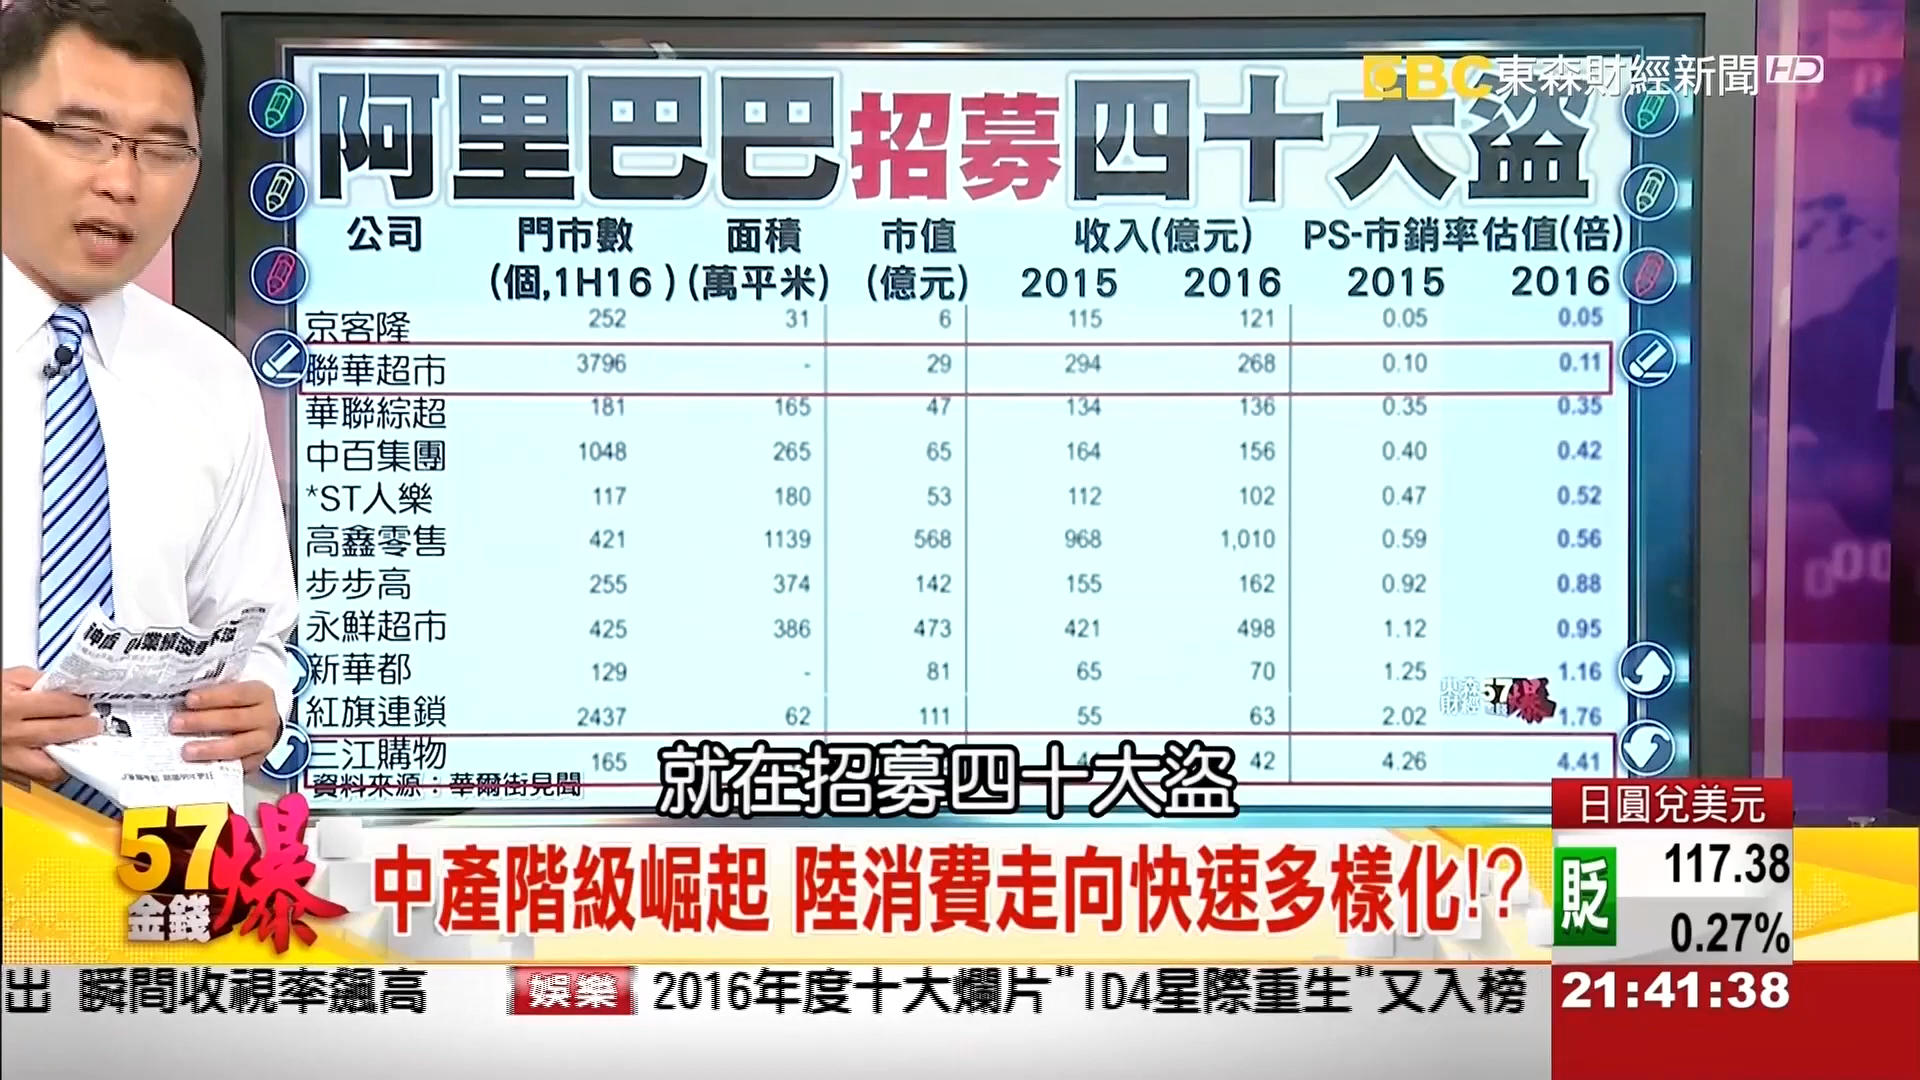 EBC 東森財經新聞 HD
阿里巴巴招募四十大盜
公司 門市數 面積 市值 收入(億元) PS-市銷率估值(倍)
(個,1H16) (萬平米) (億元) 2015 2016 2015 2016
京客隆 252 31 6 115 121 0.05 0.05
聯華超市 3796 - 29 294 268 0.10 0.11
華聯綜超 181 165 47 134 136 0.35 0.35
中百集團 1048 265 65 164 156 0.40 0.42
*ST人樂 117 180 53 112 102 0.47 0.52
高鑫零售 421 1139 568 968 1,010 0.59 0.56
步步高 255 374 142 155 162 0.92 0.88
永鮮超市 425 386 473 421 498 1.12 0.95
新華都 129 - 81 65 70 1.25 1.16
紅旗連鎖 2437 62 111 55 63 2.02 1.76
東森財經 57爆
三江購物 165 42 4.26 4.41
資料來源：華爾街見聞
就在招募四十大盜
57金錢爆
中產階級崛起 陸消費走向快速多樣化!?
日圓兌美元
貶 117.38
0.27%
出 瞬間收視率飆高 娛樂 2016年度十大爛片"ID4星際重生"又入榜
21:41:38